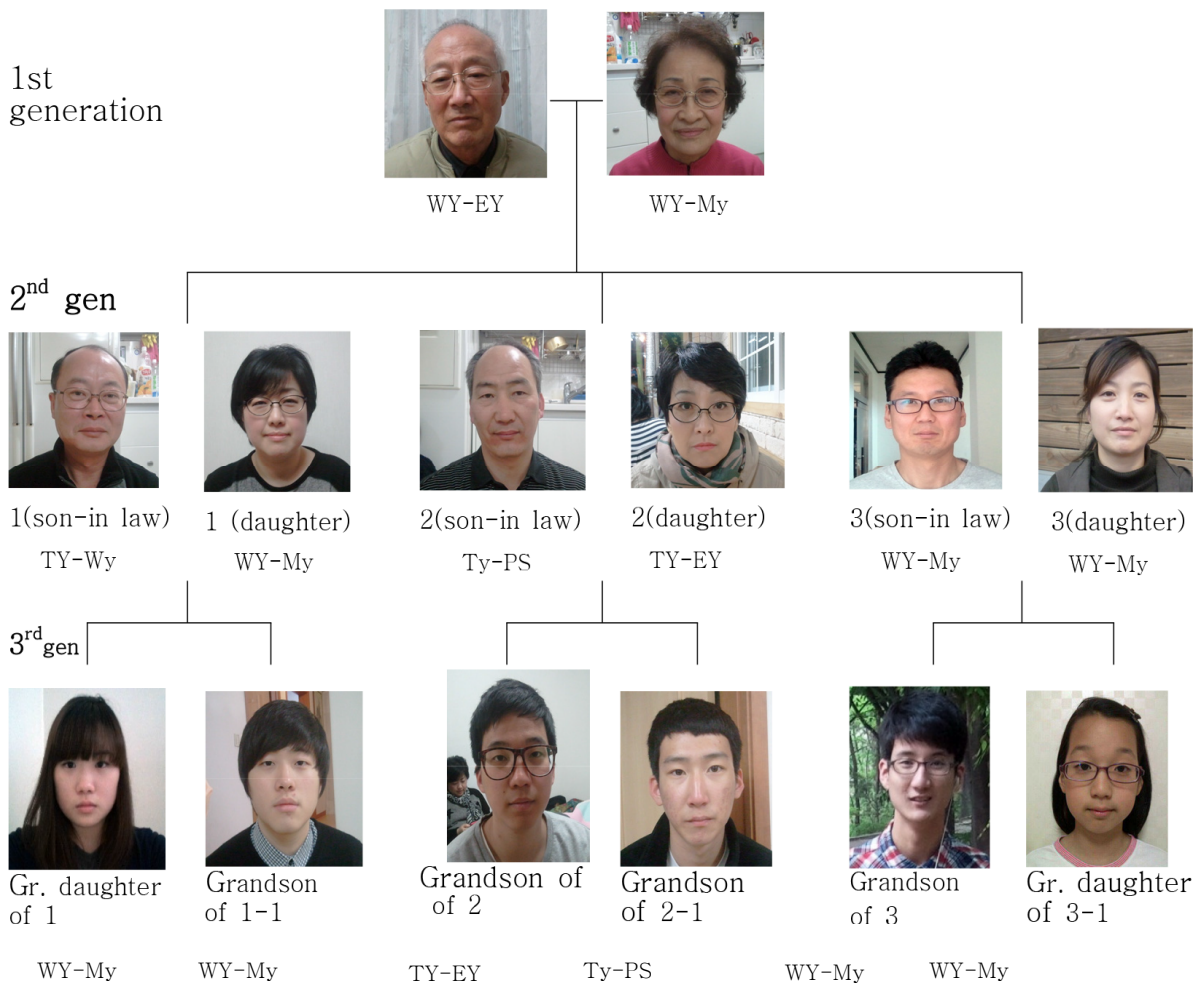 1st
generation
WY-EY
WY-My
2nd gen
1(son-in law)
1 (daughter)
2(son-in law)
2(daughter)
3(son-in law)
3(daughter)
TY-Wy
WY-My
Ty-PS
TY-EY
WY-My
WY-My
3rd gen
Gr. daughter
of 1
Grandson
of 1-1
Grandson of
of 2
Grandson
of 2-1
Grandson
of 3
Gr. daughter
of 3-1
WY-My
WY-My
TY-EY
Ty-PS
WY-My
WY-My